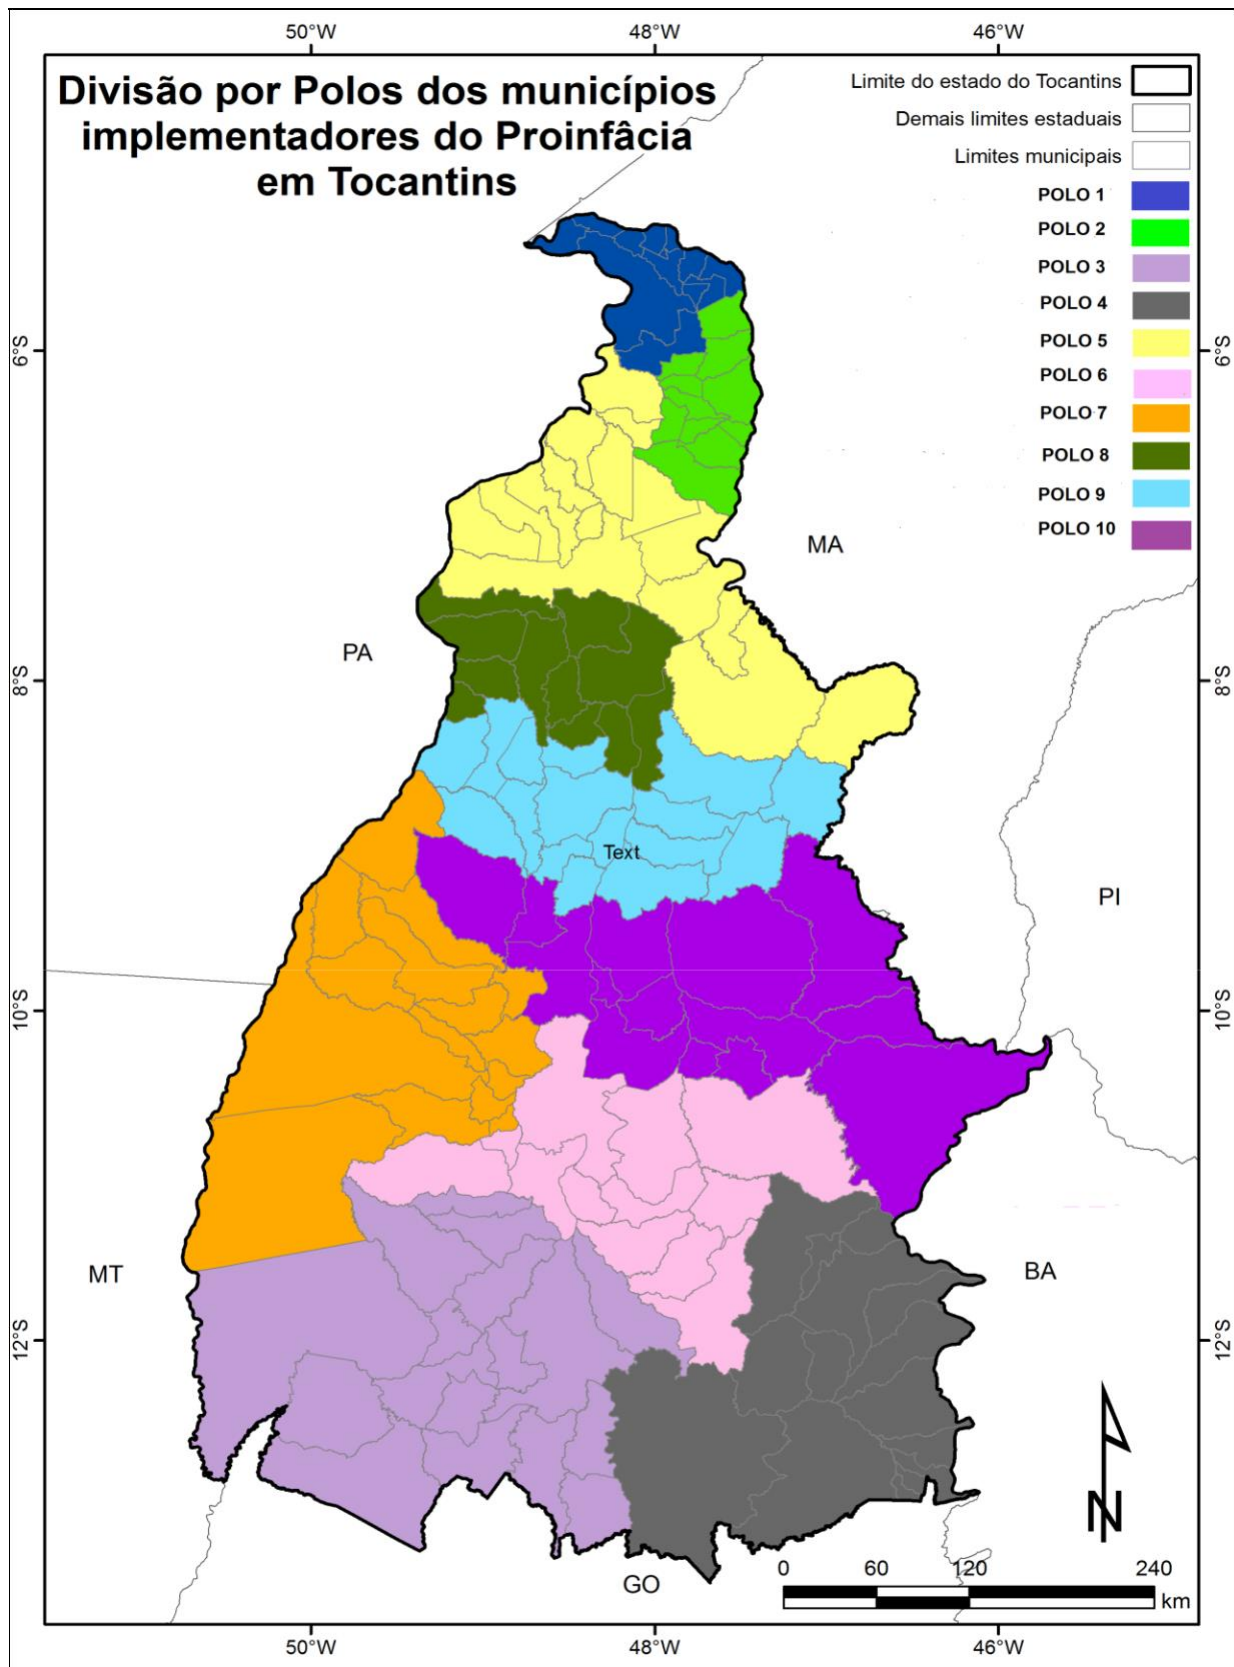 50°W 48°W 46°W
Divisão por Polos dos municípios
implementadores do Proinfâcia
em Tocantins
Limite do estado do Tocantins
Demais limites estaduais
Limites municipais
POLO 1
POLO 2
POLO 3
POLO 4
POLO 5
POLO 6
POLO 7
POLO 8
POLO 9
POLO 10
6°S 6°S
MA
PA
8°S 8°S
Text
PI
10°S 10°S
MT
BA
12°S 12°S
N
GO
0 60 120 240
km
50°W 48°W 46°W